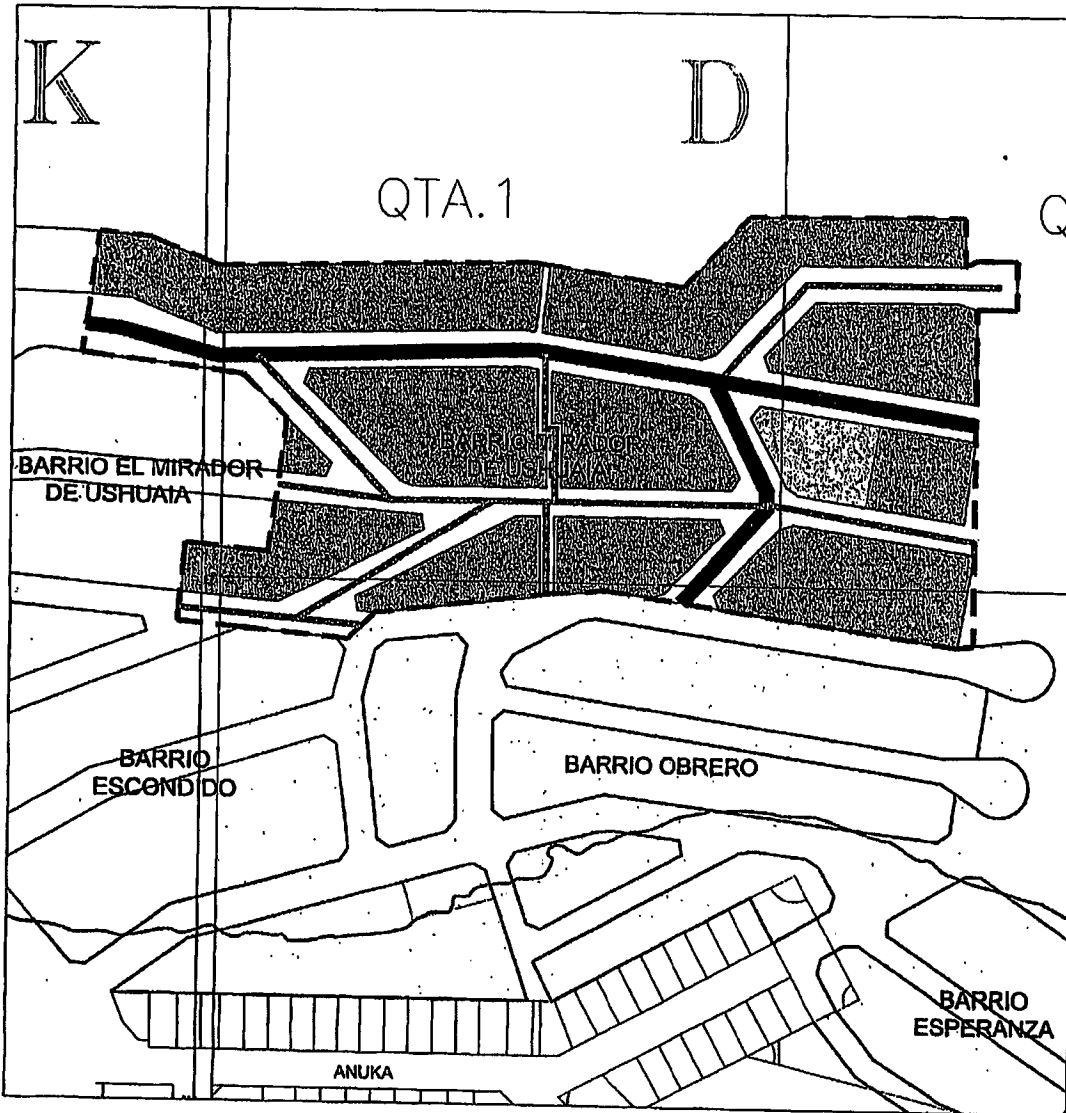 K
D
QTA.1
Q
BARRIO MIRADOR
DE USHUAIA
BARRIO EL MIRADOR
DE USHUAIA
BARRIO
ESCONDIDO
BARRIO OBRERO
BARRIO
ESPERANZA
ANUKA